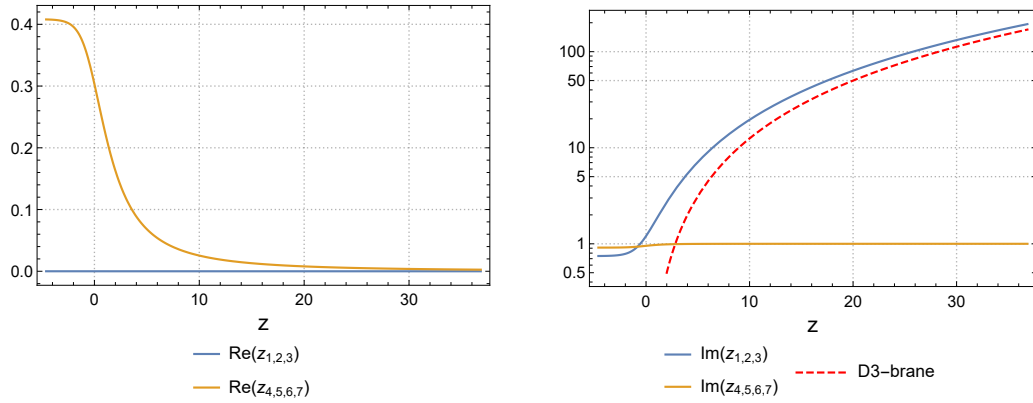 0.4
0.3
0.2
0.1
0.0
0 10 20 30
z
Re(z1,2,3)
Re(z4,5,6,7)
100
50
10
5
1
0.5
0 10 20 30
z
Im(z1,2,3)
Im(z4,5,6,7)
D3-brane